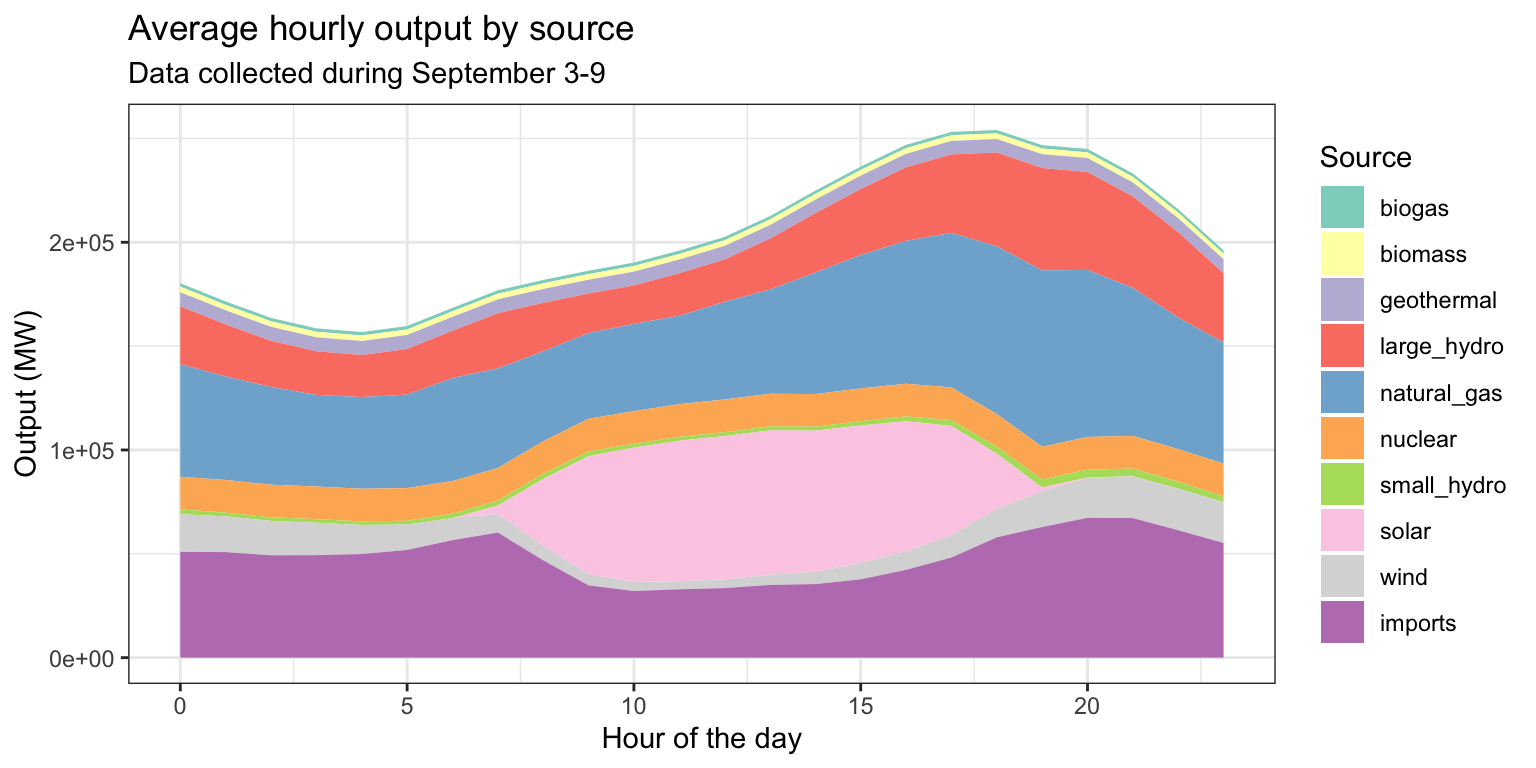 Average hourly output by source
Data collected during September 3-9
Output (MW)
2e+05
1e+05
0e+00
0 5 10 15 20
Hour of the day
Source
biogas
biomass
geothermal
large_hydro
natural_gas
nuclear
small_hydro
solar
wind
imports